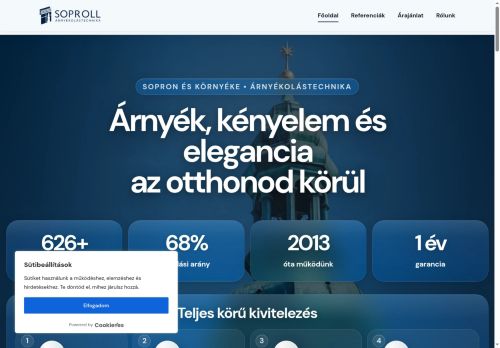 SOPROLL
ÁRNYÉKOLÁSTECHNIKA
Főoldal
Referenciák
Árajánlat
Rólunk
SOPRON ÉS KÖRNYÉKE • ÁRNYÉKOLÁSTECHNIKA
Árnyék, kényelem és
elegancia
az otthonod körül
626+
68%
arány
2013
óta működünk
1 év
garancia
Sütibeállítások
Sütiket használunk a működéshez, elemzéshez és
hirdetésekhez. Te döntöd el, mihez járulsz hozzá.
Elfogadom
Powered by CookieYes
Teljes körű kivitelezés
1
2
3
4